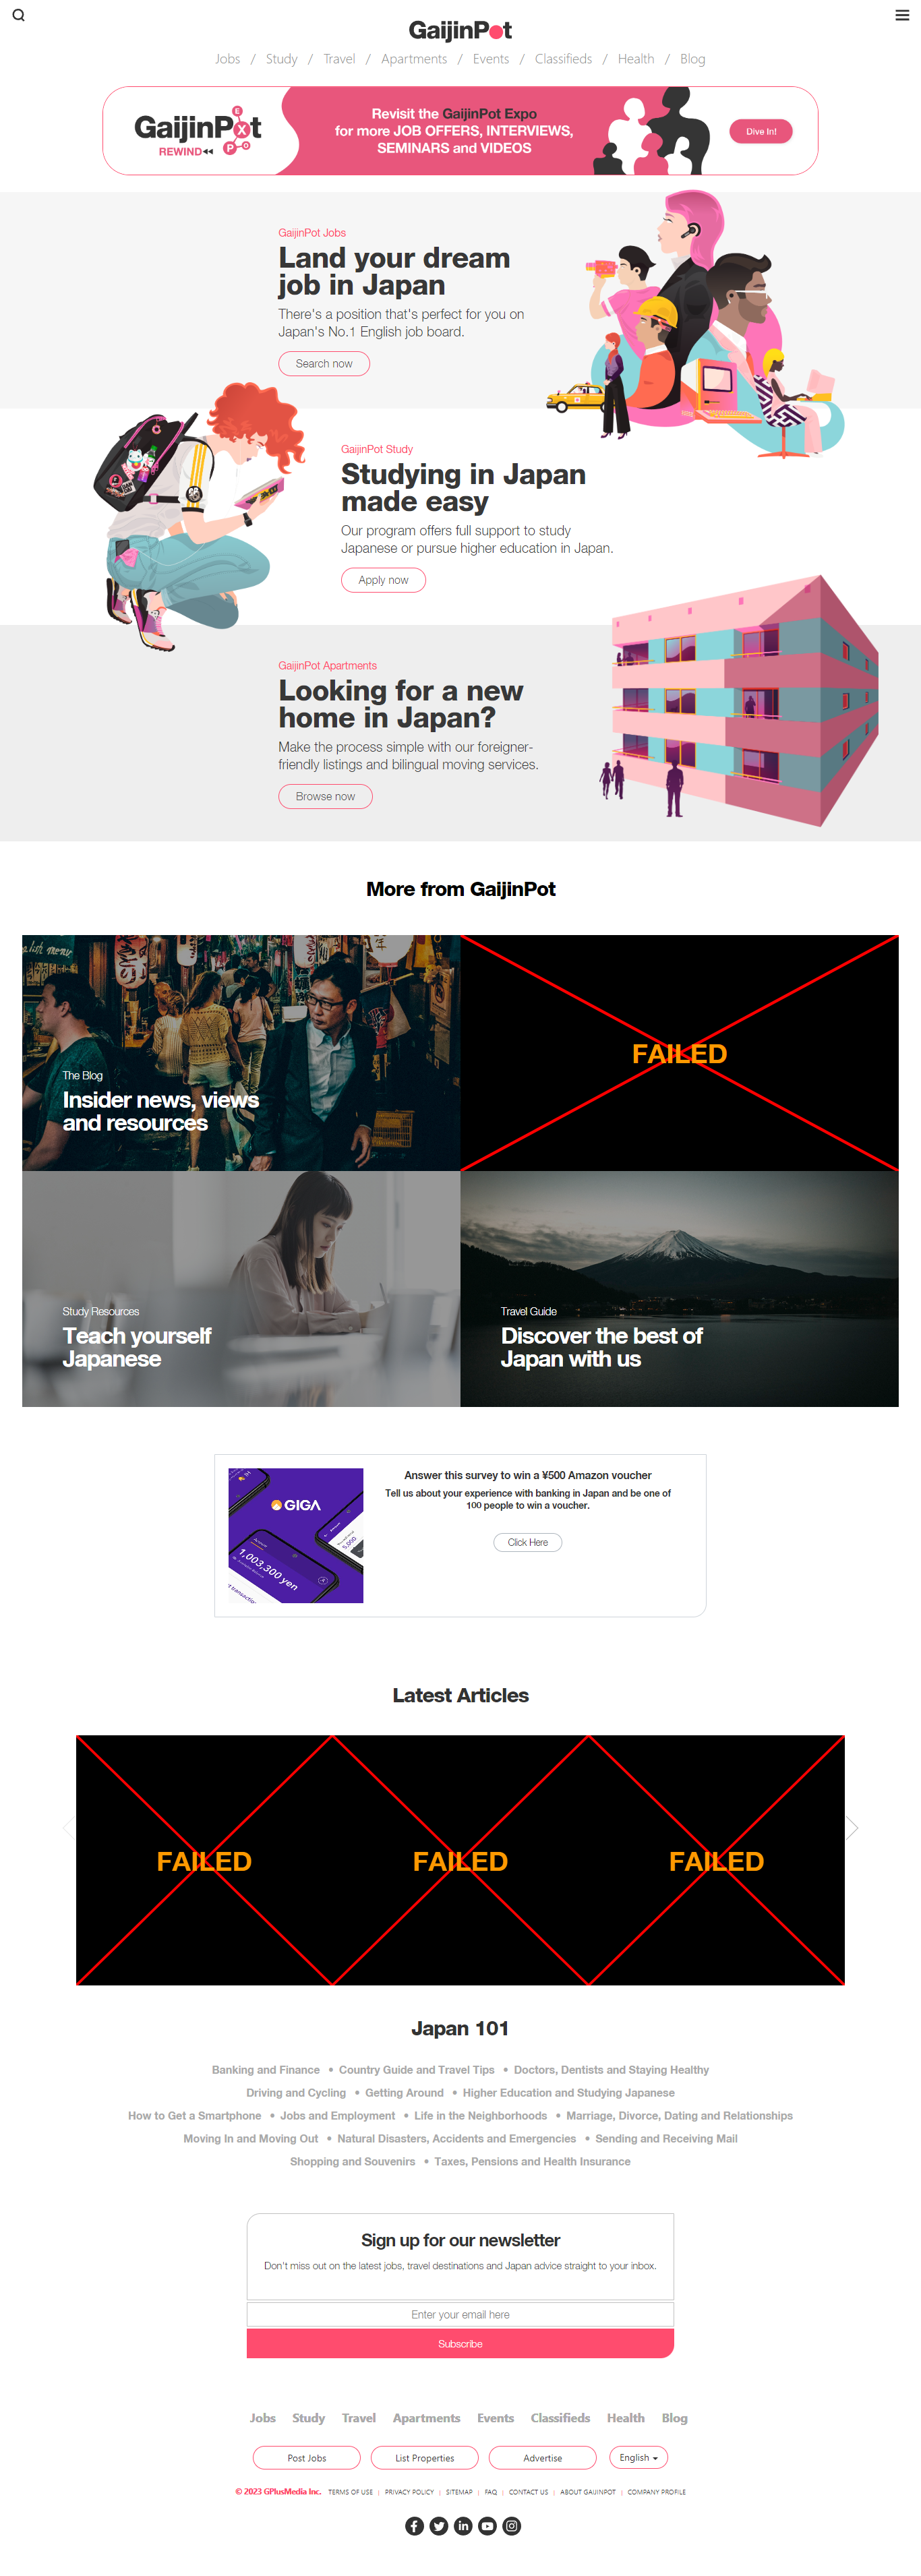 GaijinPot
Jobs / Study / Travel / Apartments / Events / Classifieds / Health / Blog
GaijinPot
EXPO
REWIND
Revisit the GaijinPot Expo
for more JOB OFFERS, INTERVIEWS,
SEMINARS and VIDEOS
Dive In!
GaijinPot Jobs
Land your dream
job in Japan
There's a position that's perfect for you on
Japan's No.1 English job board.
Search now
GaijinPot Study
Studying in Japan
made easy
Our program offers full support to study
Japanese or pursue higher education in Japan.
Apply now
GaijinPot Apartments
Looking for a new
home in Japan?
Make the process simple with our foreigner-
friendly listings and bilingual moving services.
Browse now
More from GaijinPot
The Blog
Insider news, views
and resources
FAILED
Study Resources
Teach yourself
Japanese
Travel Guide
Discover the best of
Japan with us
GIGA
1,003,300 yen
Answer this survey to win a ¥500 Amazon voucher
Tell us about your experience with banking in Japan and be one of
100 people to win a voucher.
Click Here
Latest Articles
FAILED FAILED FAILED
Japan 101
Banking and Finance • Country Guide and Travel Tips • Doctors, Dentists and Staying Healthy
Driving and Cycling • Getting Around • Higher Education and Studying Japanese
How to Get a Smartphone • Jobs and Employment • Life in the Neighborhoods • Marriage, Divorce, Dating and Relationships
Moving In and Moving Out • Natural Disasters, Accidents and Emergencies • Sending and Receiving Mail
Shopping and Souvenirs • Taxes, Pensions and Health Insurance
Sign up for our newsletter
Don't miss out on the latest jobs, travel destinations and Japan advice straight to your inbox.
Enter your email here
Subscribe
Jobs Study Travel Apartments Events Classifieds Health Blog
Post Jobs List Properties Advertise English
© 2023 GPlusMedia Inc. TERMS OF USE | PRIVACY POLICY | SITEMAP | FAQ | CONTACT US | ABOUT GAIJINPOT | COMPANY PROFILE